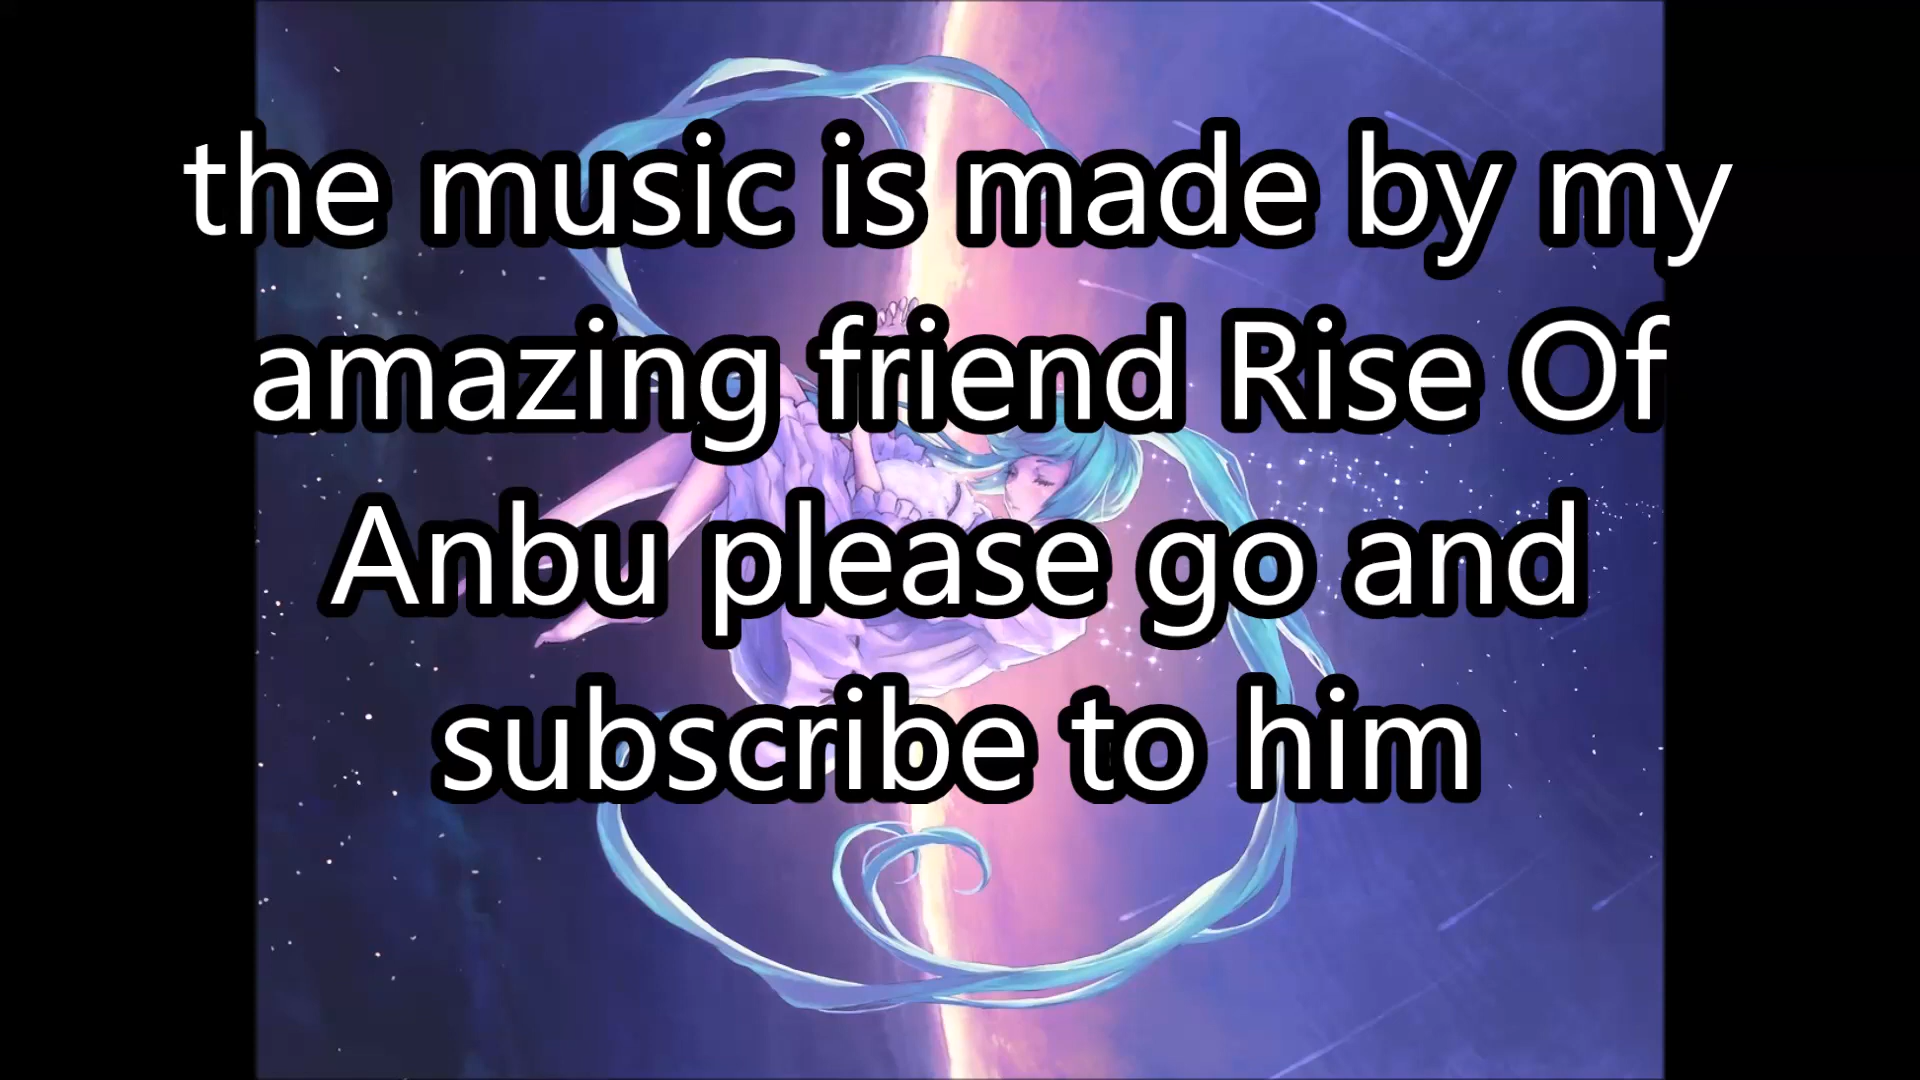 the music is made by my
amazing friend Rise Of
Anbu please go and
subscribe to him